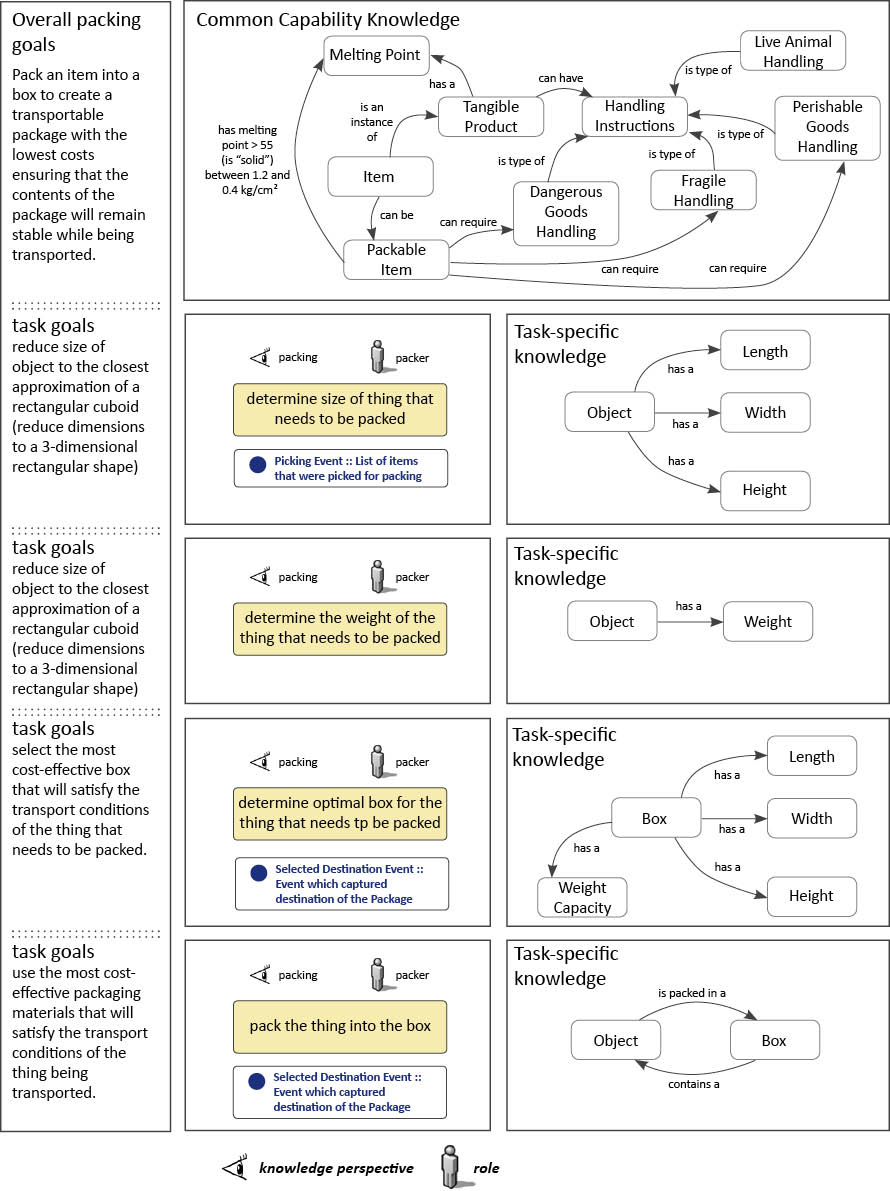 Overall packing
goals
Pack an item into a
box to create a
transportable
package with the
lowest costs
ensuring that the
contents of the
package will remain
stable while being
transported.
Common Capability Knowledge
Melting Point
Live Animal
Handling
is type of
has a
can have
is an
instance
of
Tangible
Product
Handling
Instructions
Perishable
Goods
Handling
is type of
has melting
point > 55
(is “solid”)
between 1.2 and
0.4 kg/cm²
Item
is type of
is type of
Dangerous
Goods
Handling
Fragile
Handling
can be
can require
Packable
Item
can require
can require
task goals
reduce size of
object to the closest
approximation of a
rectangular cuboid
(reduce dimensions
to a 3-dimensional
rectangular shape)
packing
packer
determine size of thing that
needs to be packed
Picking Event :: List of items
that were picked for packing
Task-specific
knowledge
Length
has a
Object
Width
has a
has a
Height
task goals
reduce size of
object to the closest
approximation of a
rectangular cuboid
(reduce dimensions
to a 3-dimensional
rectangular shape)
packing
packer
determine the weight of the
thing that needs to be packed
Task-specific
knowledge
Object
has a
Weight
task goals
select the most
cost-effective box
that will satisfy the
transport conditions
of the thing that
needs to be packed.
packing
packer
determine optimal box for the
thing that needs tp be packed
Selected Destination Event ::
Event which captured
destination of the Package
Task-specific
knowledge
Length
has a
Box
Width
has a
has a
has a
Weight
Capacity
Height
task goals
use the most cost-
effective packaging
materials that will
satisfy the transport
conditions of the
thing being
transported.
packing
packer
pack the thing into the box
Selected Destination Event ::
Event which captured
destination of the Package
Task-specific
knowledge
is packed in a
Object
Box
contains a
knowledge perspective
role